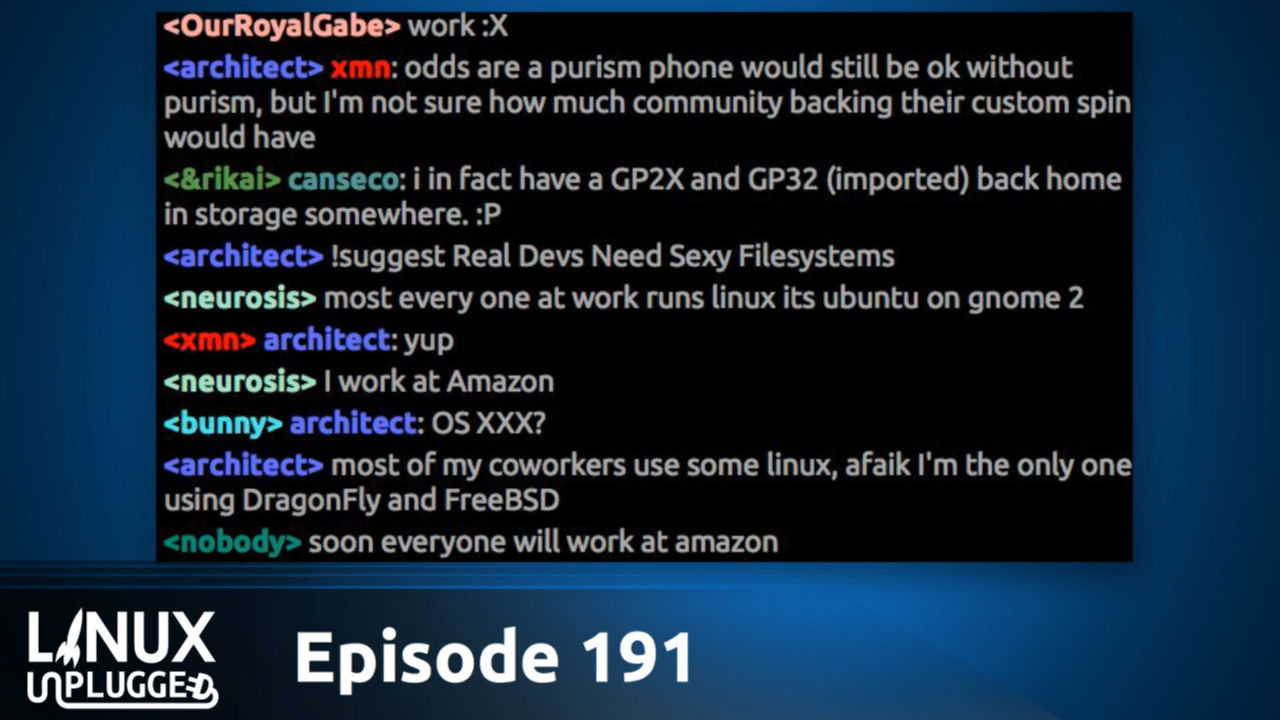 <OurRoyalGabe> work :X
<architect> xmn: odds are a purism phone would still be ok without
purism, but I'm not sure how much community backing their custom spin
would have
<&rikai> canseco: i in fact have a GP2X and GP32 (imported) back home
in storage somewhere. :P
<architect> !suggest Real Devs Need Sexy Filesystems
<neurosis> most every one at work runs linux its ubuntu on gnome 2
<xmn> architect: yup
<neurosis> I work at Amazon
<bunny> architect: OS XXX?
<architect> most of my coworkers use some linux, afaik I'm the only one
using DragonFly and FreeBSD
<nobody> soon everyone will work at amazon
LINUX
UNPLUGGED
Episode 191